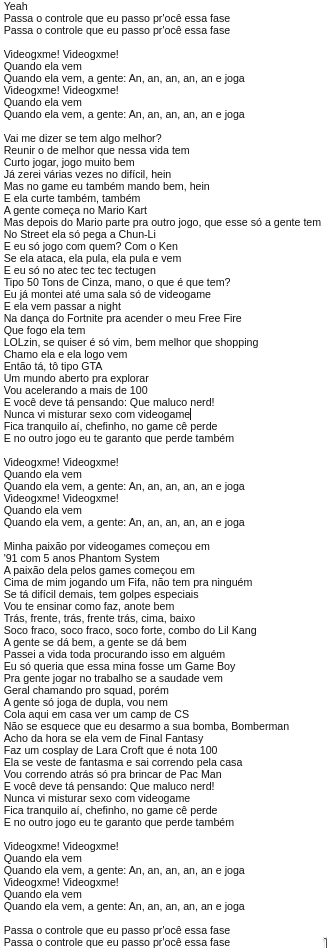 Yeah
Passa o controle que eu passo pr'ocê essa fase
Passa o controle que eu passo pr'ocê essa fase

Videogxme! Videogxme!
Quando ela vem
Quando ela vem, a gente: An, an, an, an, an e joga
Videogxme! Videogxme!
Quando ela vem
Quando ela vem, a gente: An, an, an, an, an e joga

Vai me dizer se tem algo melhor?
Reunir o de melhor que nessa vida tem
Curto jogar, jogo muito bem
Já zerei várias vezes no difícil, hein
Mas no game eu também mando bem, hein
E ela curte também, também
A gente começa no Mario Kart
Mas depois do Mario parte pra outro jogo, que esse só a gente tem
No Street ela só pega a Chun-Li
E eu só jogo com quem? Com o Ken
Se ela ataca, ela pula, ela pula e vem
E eu só no atec tec tec tectugen
Tipo 50 Tons de Cinza, mano, o que é que tem?
Eu já montei até uma sala só de videogame
E ela vem passar a night
Na dança do Fortnite pra acender o meu Free Fire
Que fogo ela tem
LOLzin, se quiser é só vim, bem melhor que shopping
Chamo ela e ela logo vem
Então tá, tô tipo GTA
Um mundo aberto pra explorar
Vou acelerando a mais de 100
E você deve tá pensando: Que maluco nerd!
Nunca vi misturar sexo com videogame
Fica tranquilo aí, chefinho, no game cê perde
E no outro jogo eu te garanto que perde também

Videogxme! Videogxme!
Quando ela vem
Quando ela vem, a gente: An, an, an, an, an e joga
Videogxme! Videogxme!
Quando ela vem
Quando ela vem, a gente: An, an, an, an, an e joga

Minha paixão por videogames começou em
'91 com 5 anos Phantom System
A paixão dela pelos games começou em
Cima de mim jogando um Fifa, não tem pra ninguém
Se tá difícil demais, tem golpes especiais
Vou te ensinar como faz, anote bem
Trás, frente, trás, frente trás, cima, baixo
Soco fraco, soco fraco, soco forte, combo do Lil Kang
A gente se dá bem, a gente se dá bem
Passei a vida toda procurando isso em alguém
Eu só queria que essa mina fosse um Game Boy
Pra gente jogar no trabalho se a saudade vem
Geral chamando pro squad, porém
A gente só joga de dupla, vou nem
Cola aqui em casa ver um camp de CS
Não se esquece que eu desarmo a sua bomba, Bomberman
Acho da hora se ela vem de Final Fantasy
Faz um cosplay de Lara Croft que é nota 100
Ela se veste de fantasma e sai correndo pela casa
Vou correndo atrás só pra brincar de Pac Man
E você deve tá pensando: Que maluco nerd!
Nunca vi misturar sexo com videogame
Fica tranquilo aí, chefinho, no game cê perde
E no outro jogo eu te garanto que perde também

Videogxme! Videogxme!
Quando ela vem
Quando ela vem, a gente: An, an, an, an, an e joga
Videogxme! Videogxme!
Quando ela vem
Quando ela vem, a gente: An, an, an, an, an e joga

Passa o controle que eu passo pr'ocê essa fase
Passa o controle que eu passo pr'ocê essa fase